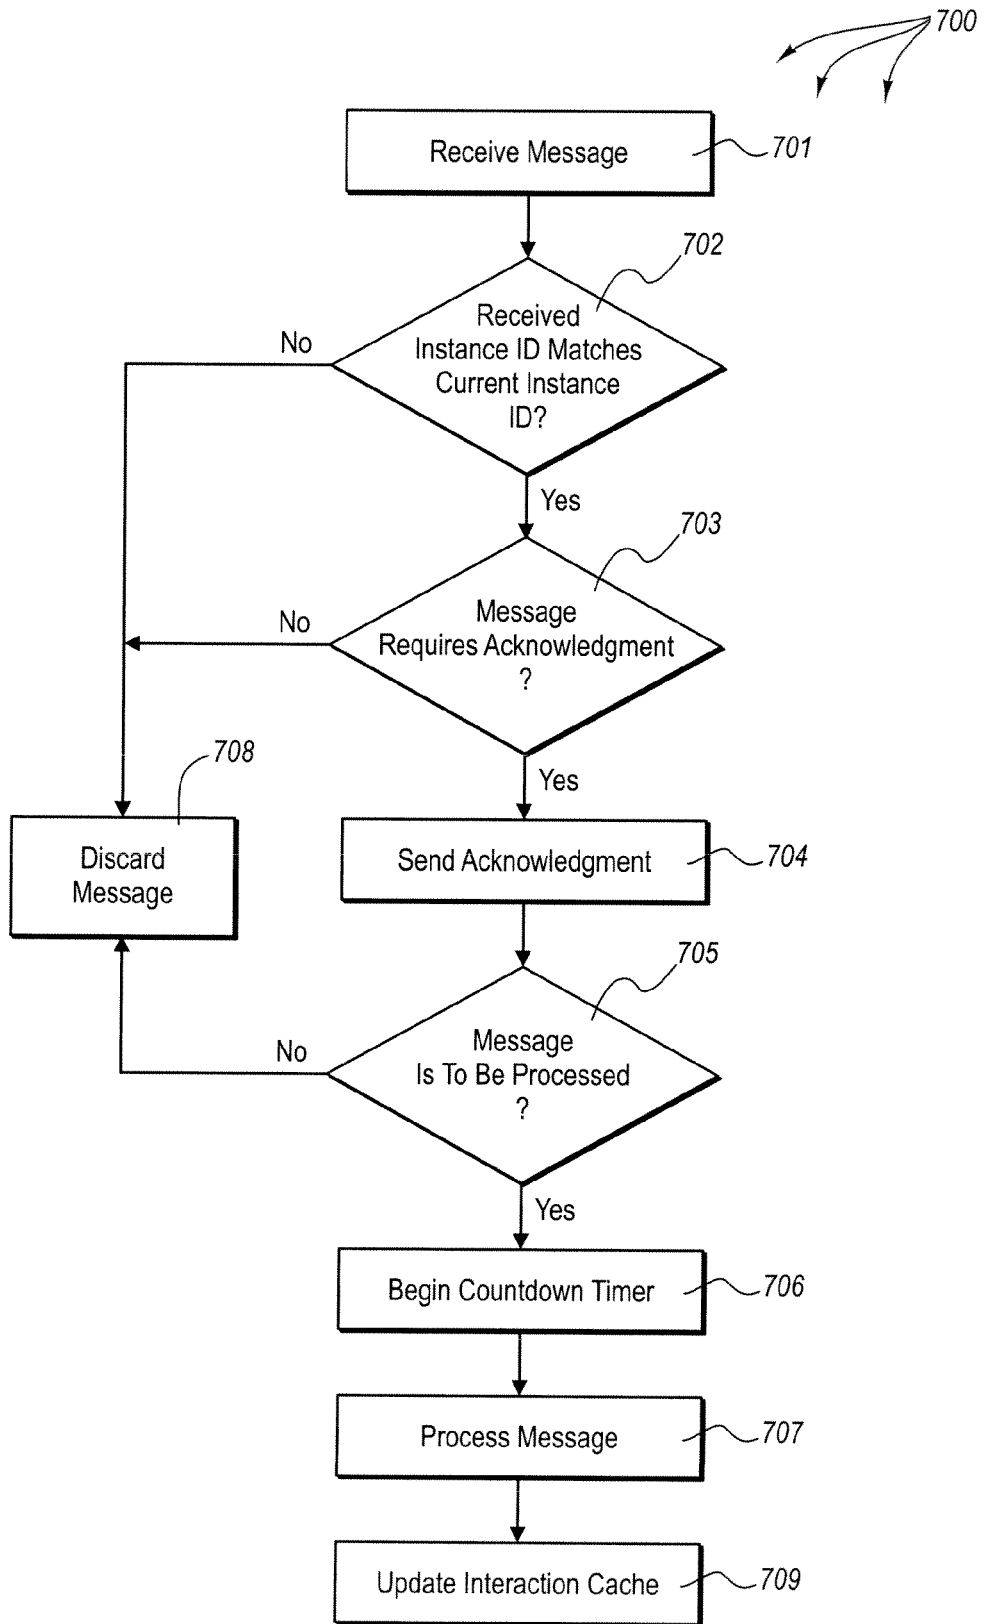 700
Receive Message
701
702
Received
Instance ID Matches
Current Instance
ID?
No
Yes
703
Message
Requires Acknowledgment
?
No
Yes
708
Discard
Message
Send Acknowledgment
704
705
Message
Is To Be Processed
?
No
Yes
Begin Countdown Timer
706
Process Message
707
Update Interaction Cache
709